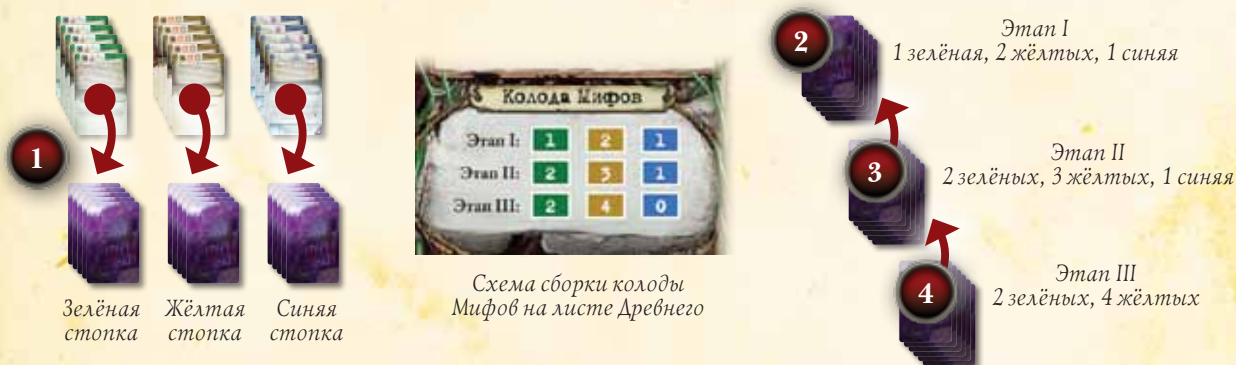 1
Зелёная
стопка
Жёлтая
стопка
Синяя
стопка
Колода Мифов
Этап I: 1 2 1
Этап II: 2 3 1
Этап III: 2 4 0
Схема сборки колоды
Мифов на листе Древнего
2
Этап I
1 зелёная, 2 жёлтых, 1 синяя
3
Этап II
2 зелёных, 3 жёлтых, 1 синяя
4
Этап III
2 зелёных, 4 жёлтых